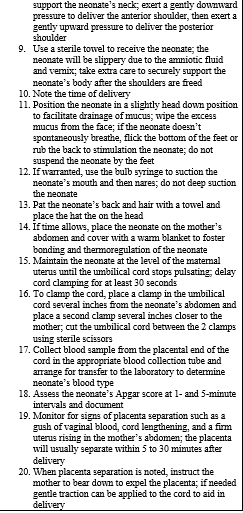 support the neonate's neck; exert a gently downward
pressure to deliver the anterior shoulder, then exert a
gently upward pressure to deliver the posterior
shoulder
9. Use a sterile towel to receive the neonate; the
neonate will be slippery due to the amniotic fluid
and vernix; take extra care to securely support the
neonate's body after the shoulders are freed
10. Note the time of delivery
11. Position the neonate in a slightly head down position
to facilitate drainage of mucus; wipe the excess
mucus from the face; if the neonate doesn't
spontaneously breathe, flick the bottom of the feet or
rub the back to stimulation the neonate; do not
suspend the neonate by the feet
12. If warranted, use the bulb syringe to suction the
neonate's mouth and then nares; do not deep suction
the neonate
13. Pat the neonate's back and hair with a towel and
place the hat the on the head
14. If time allows, place the neonate on the mother's
abdomen and cover with a warm blanket to foster
bonding and thermoregulation of the neonate
15. Maintain the neonate at the level of the maternal
uterus until the umbilical cord stops pulsating; delay
cord clamping for at least 30 seconds
16. To clamp the cord, place a clamp in the umbilical
cord several inches from the neonate's abdomen and
place a second clamp several inches closer to the
mother; cut the umbilical cord between the 2 clamps
using sterile scissors
17. Collect blood sample from the placental end of the
cord in the appropriate blood collection tube and
arrange for transfer to the laboratory to determine
neonate's blood type
18. Assess the neonate's Apgar score at 1- and 5-minute
intervals and document
19. Monitor for signs of placenta separation such as a
gush of vaginal blood, cord lengthening, and a firm
uterus rising in the mother's abdomen; the placenta
will usually separate within 5 to 30 minutes after
delivery
20. When placenta separation is noted, instruct the
mother to bear down to expel the placenta; if needed
gentle traction can be applied to the cord to aid in
delivery